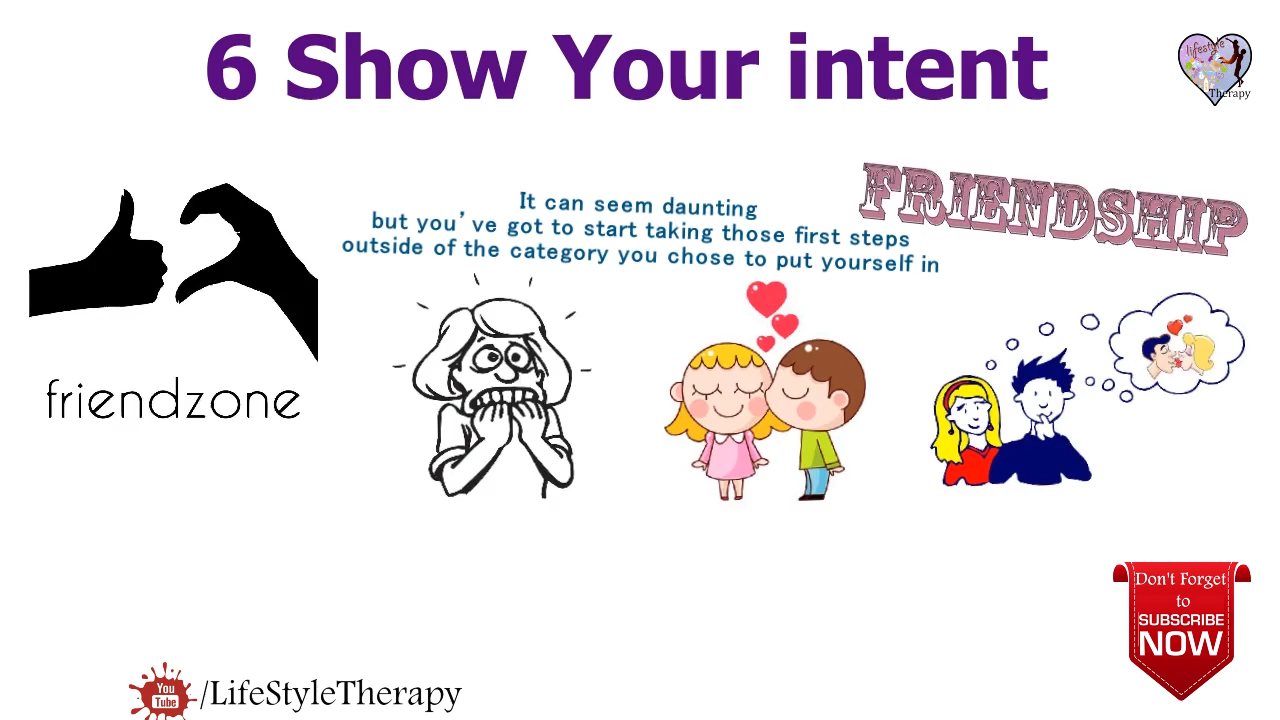 6 Show Your intent
lifestyle
Therapy
FRIENDSHIP
It can seem daunting
but you've got to start taking those first steps
outside of the category you chose to put yourself in
friendzone
Don't Forget
to
SUBSCRIBE
NOW
You
Tube
/LifeStyleTherapy